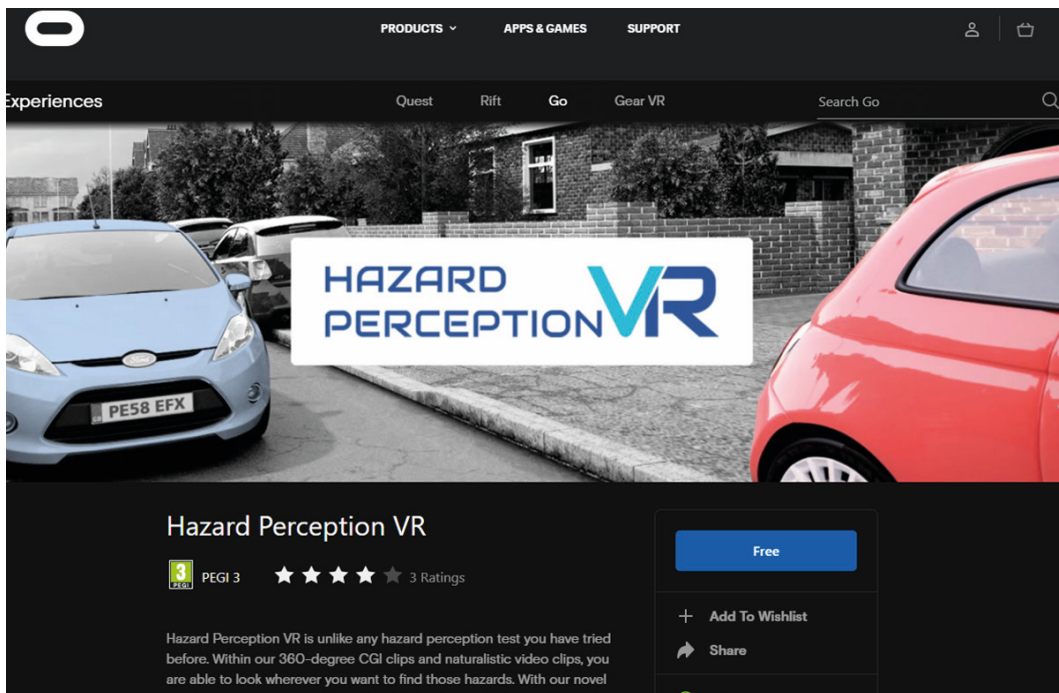 PRODUCTS APPS & GAMES SUPPORT
Experiences Quest Rift Go Gear VR Search Go
HAZARD
PERCEPTION VR
Ford
PE58 EFX
Hazard Perception VR
Free
3
PEGI
PEGI 3 3 Ratings
Add To Wishlist
Hazard Perception VR is unlike any hazard perception test you have tried
before. Within our 360-degree CGI clips and naturalistic video clips, you
are able to look wherever you want to find those hazards. With our novel
Share